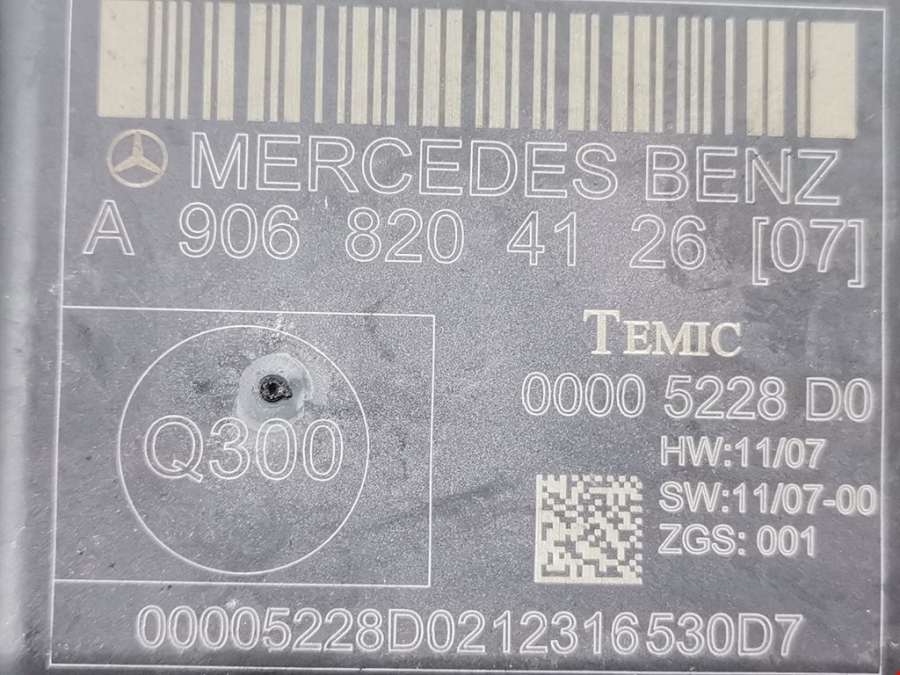 MERCEDES BENZ
A 906 820 41 26 [07]
TEMIC
0000 5228 D0
Q300
HW:11/07
SW:11/07-00
ZGS: 001
00005228D0212316530D7